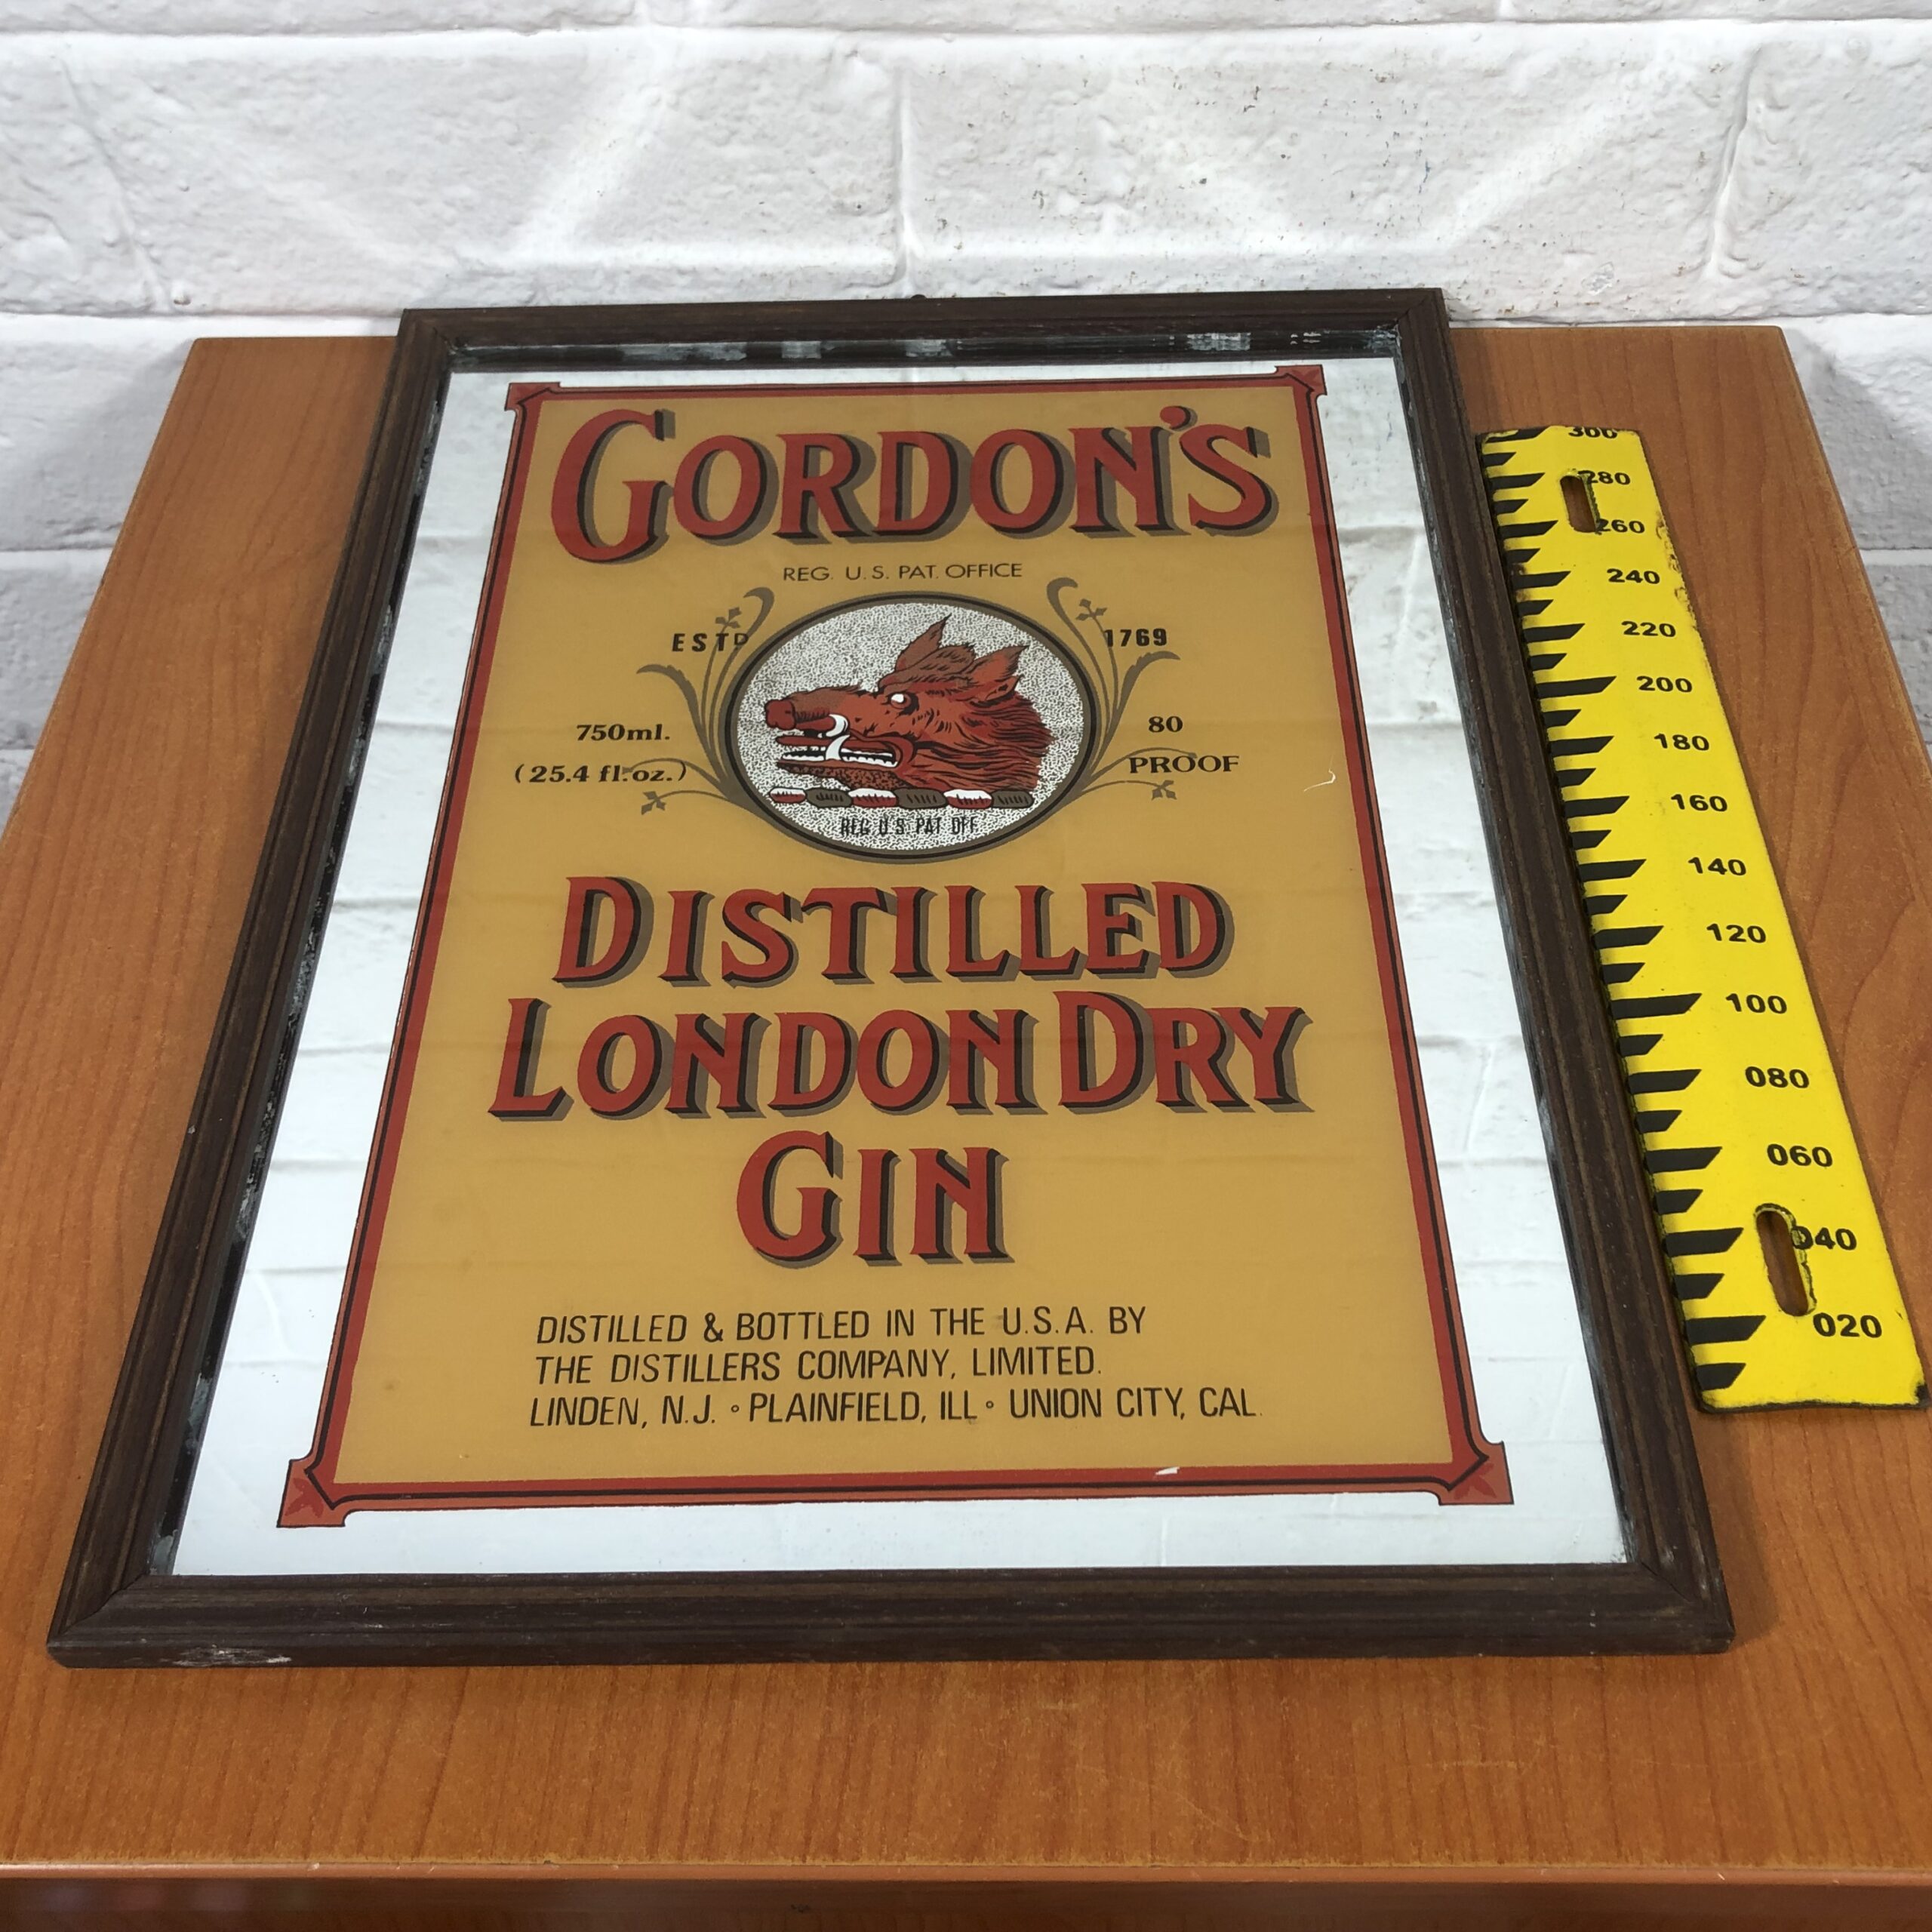 GORDON'S
REG. U.S. PAT. OFFICE
ESTD 1769
750ml. 80
(25.4 fl.oz.) PROOF
REG U.S. PAT OFF
DISTILLED
LONDON DRY
GIN
DISTILLED & BOTTLED IN THE U.S.A. BY
THE DISTILLERS COMPANY, LIMITED.
LINDEN, N.J. ∘ PLAINFIELD, ILL ∘ UNION CITY, CAL.
300
280
260
240
220
200
180
160
140
120
100
080
060
040
020